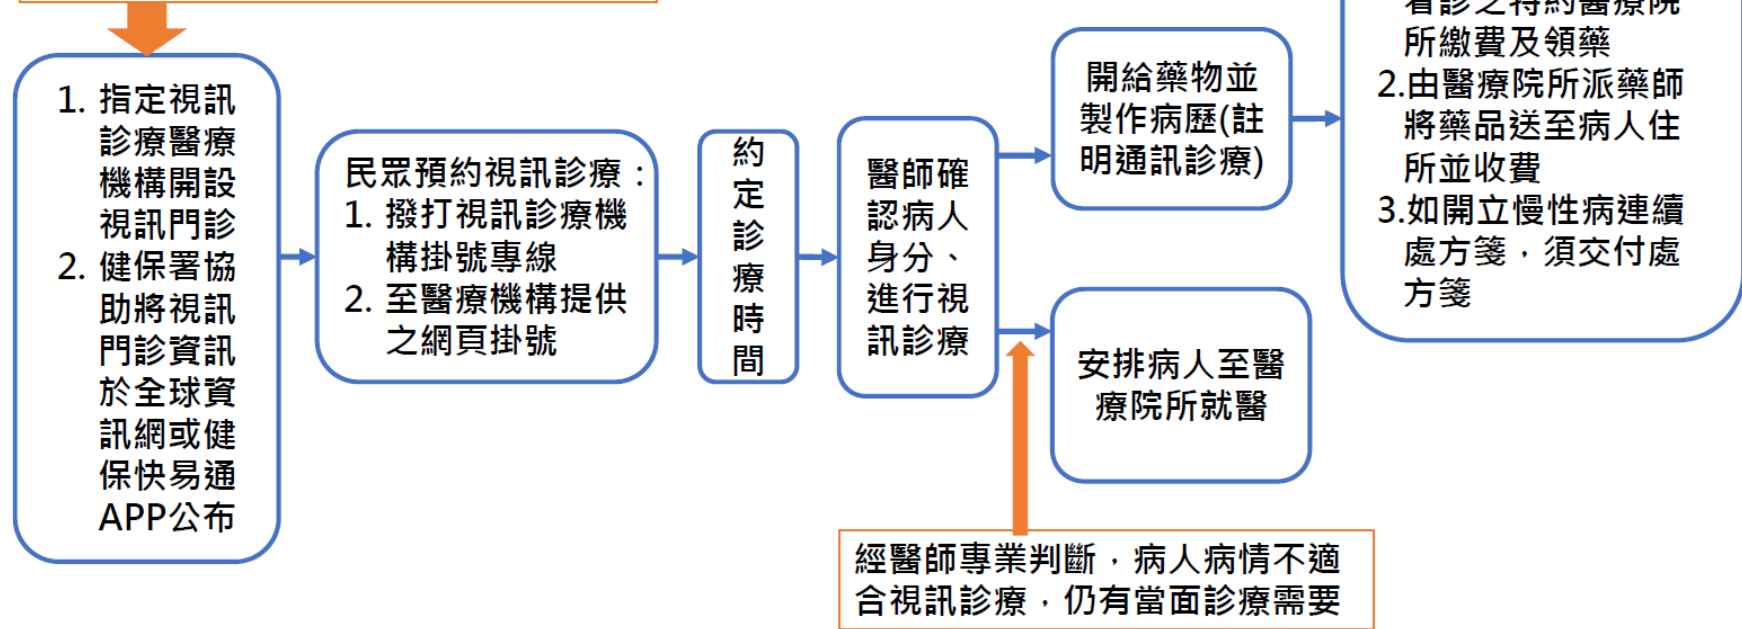 1. 指定視訊
診療醫療
機構開設
視訊門診
2. 健保署協
助將視訊
門診資訊
於全球資
訊網或健
保快易通
APP公布
民眾預約視訊診療：
1. 撥打視訊診療機
構掛號專線
2. 至醫療機構提供
之網頁掛號
約
定
診
療
時
間
醫師確
認病人
身分、
進行視
訊診療
開給藥物並
製作病歷(註
明通訊診療)
看診之特約醫療院
所繳費及領藥
2.由醫療院所派藥師
將藥品送至病人住
所並收費
3.如開立慢性病連續
處方箋，須交付處
方箋
安排病人至醫
療院所就醫
經醫師專業判斷，病人病情不適
合視訊診療，仍有當面診療需要